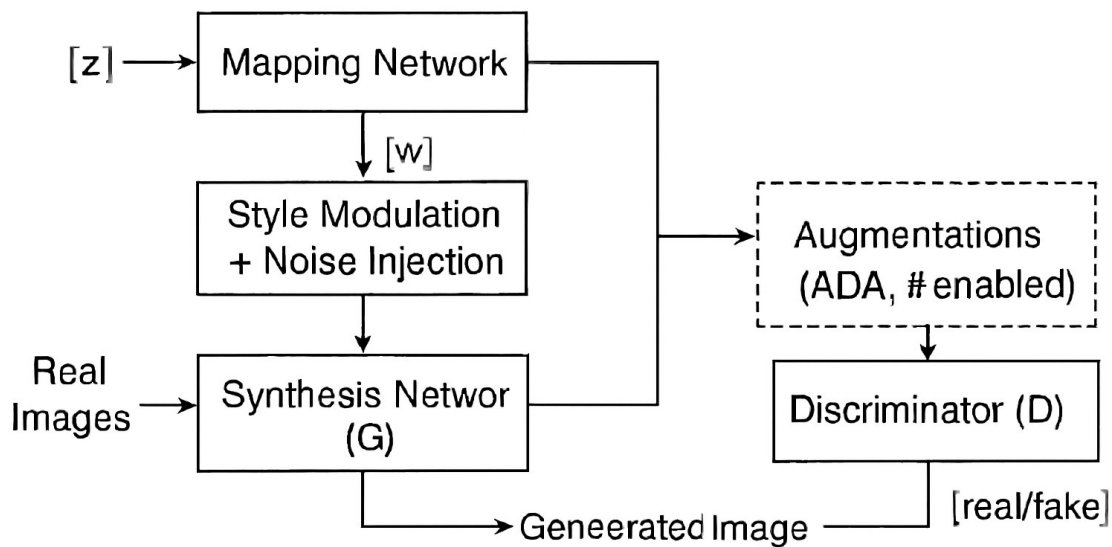 [z]
Mapping Network
[w]
Style Modulation
+ Noise Injection
Augmentations
(ADA, # enabled)
Real
Images
Synthesis Networ
(G)
Discriminator (D)
Geneerated Image
[real/fake]